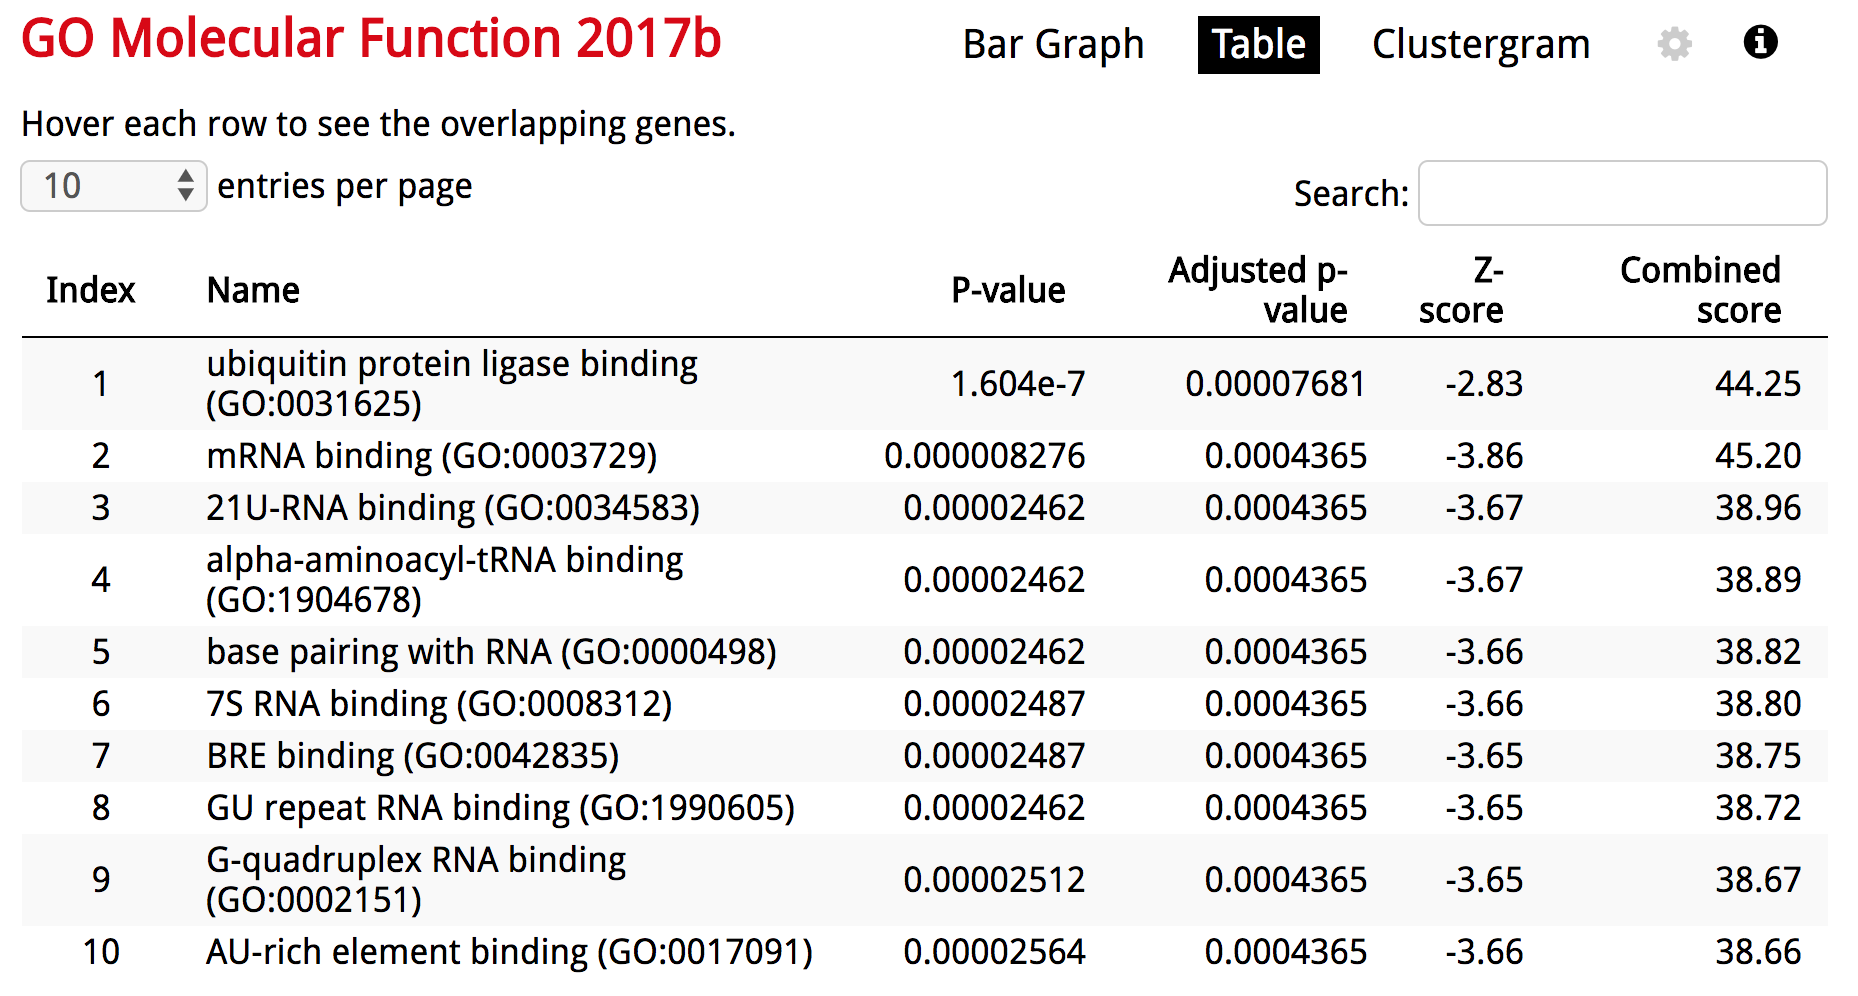 GO Molecular Function 2017b
Bar Graph Table Clustergram
Hover each row to see the overlapping genes.
10 entries per page
Search:
Index Name P-value Adjusted p-value Z-score Combined score
1 ubiquitin protein ligase binding (GO:0031625) 1.604e-7 0.00007681 -2.83 44.25
2 mRNA binding (GO:0003729) 0.000008276 0.0004365 -3.86 45.20
3 21U-RNA binding (GO:0034583) 0.00002462 0.0004365 -3.67 38.96
4 alpha-aminoacyl-tRNA binding (GO:1904678) 0.00002462 0.0004365 -3.67 38.89
5 base pairing with RNA (GO:0000498) 0.00002462 0.0004365 -3.66 38.82
6 7S RNA binding (GO:0008312) 0.00002487 0.0004365 -3.66 38.80
7 BRE binding (GO:0042835) 0.00002487 0.0004365 -3.65 38.75
8 GU repeat RNA binding (GO:1990605) 0.00002462 0.0004365 -3.65 38.72
9 G-quadruplex RNA binding (GO:0002151) 0.00002512 0.0004365 -3.65 38.67
10 AU-rich element binding (GO:0017091) 0.00002564 0.0004365 -3.66 38.66